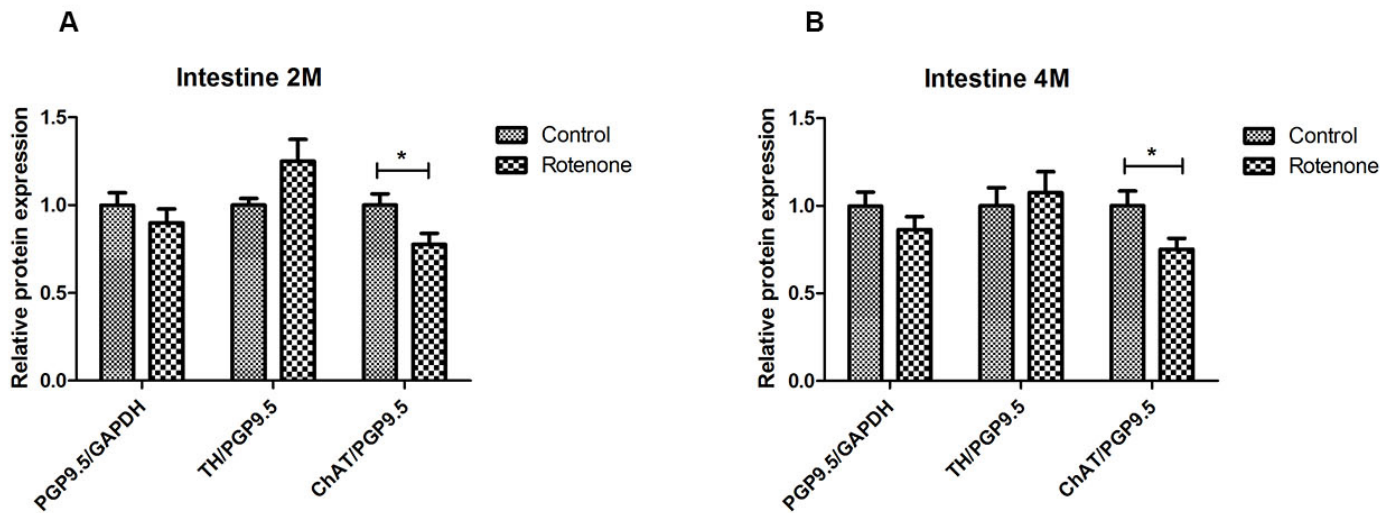 A
Intestine 2M
Relative protein expression
1.5
1.0
0.5
0.0
*
Control
Rotenone
PGP9.5/GAPDH
TH/PGP9.5
ChAT/PGP9.5
B
Intestine 4M
Relative protein expression
1.5
1.0
0.5
0.0
*
Control
Rotenone
PGP9.5/GAPDH
TH/PGP9.5
ChAT/PGP9.5